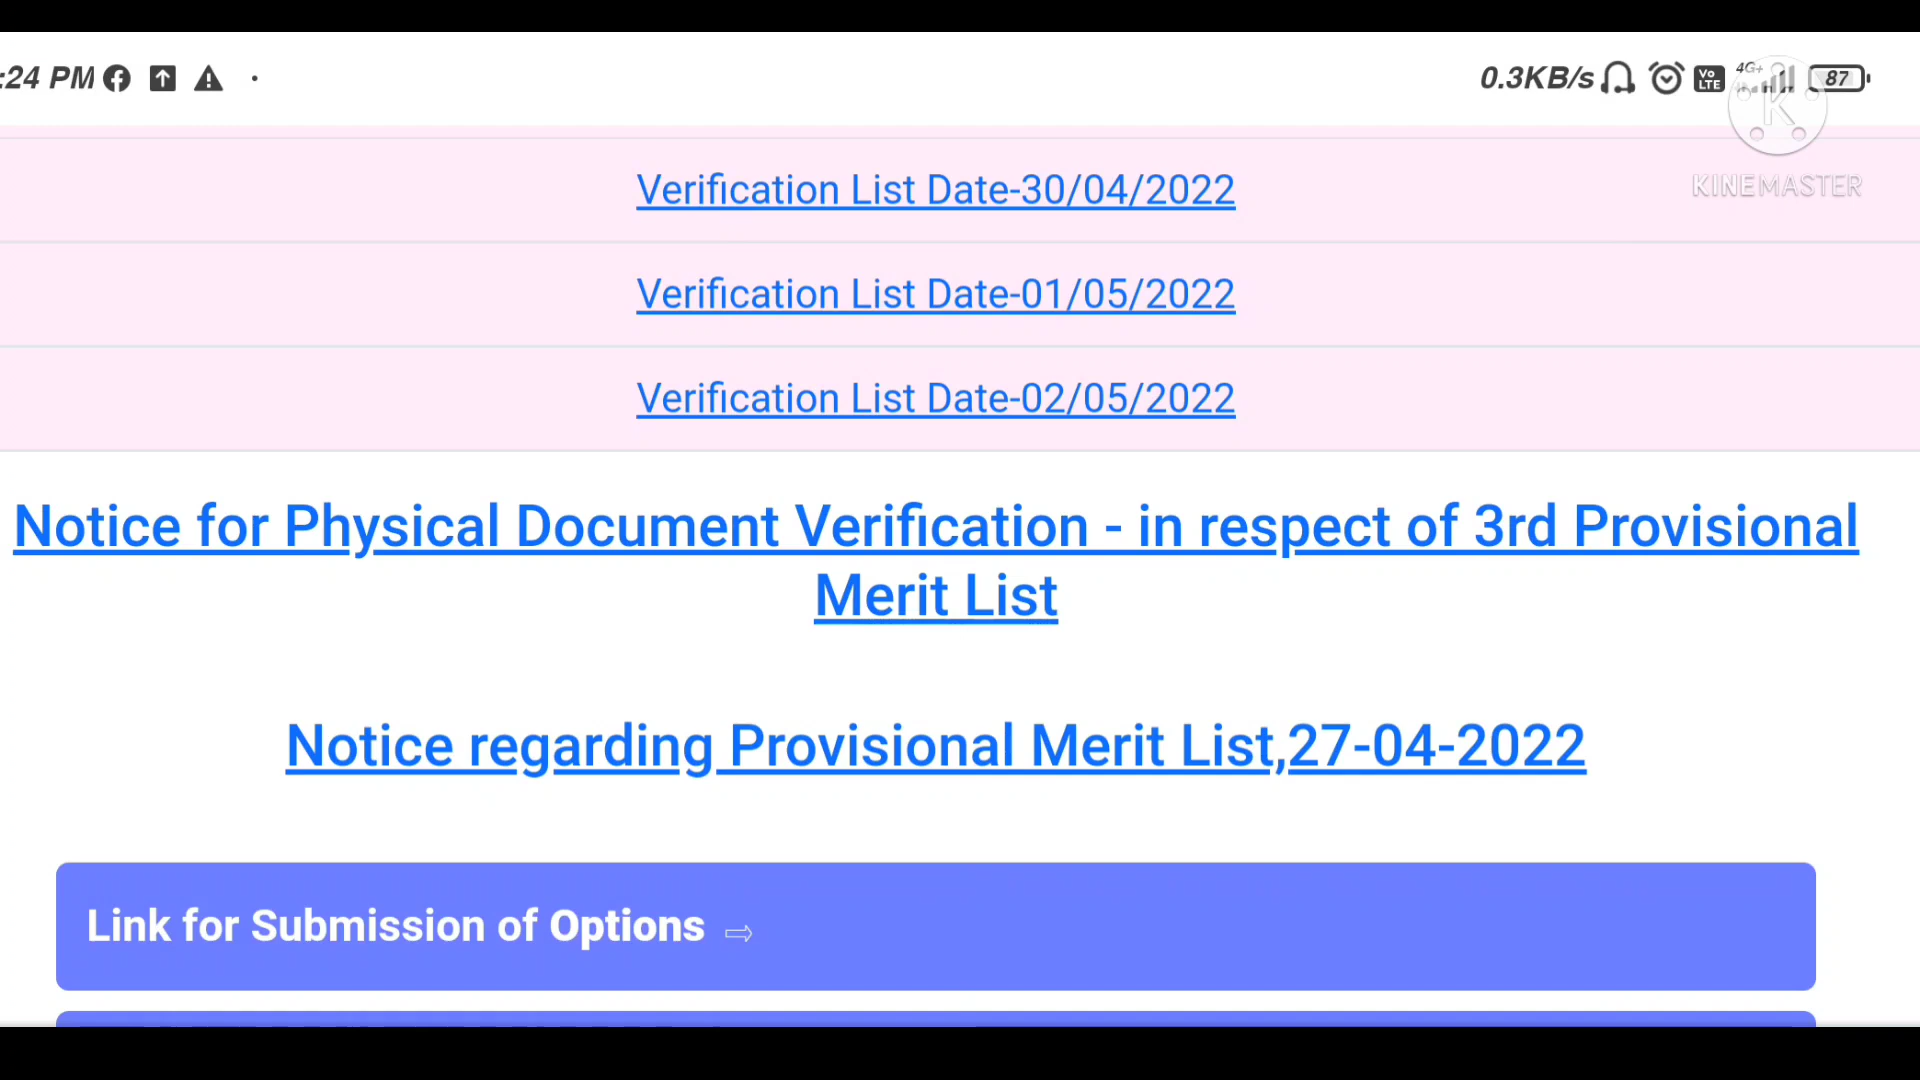 :24 PM
0.3KB/s
Vo LTE
4G+
87
KINEMASTER
Verification List Date-30/04/2022
Verification List Date-01/05/2022
Verification List Date-02/05/2022
Notice for Physical Document Verification - in respect of 3rd Provisional
Merit List
Notice regarding Provisional Merit List,27-04-2022
Link for Submission of Options ⇨